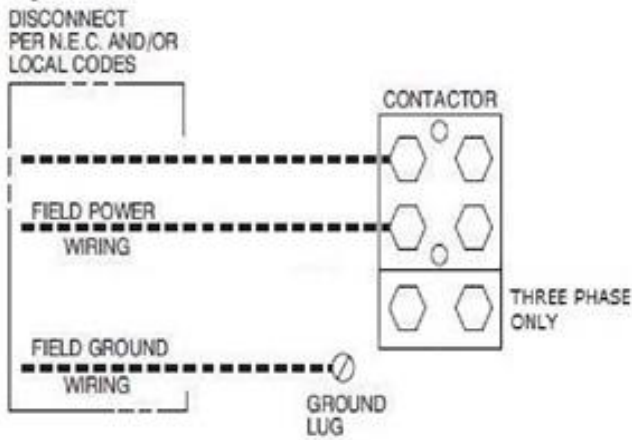 DISCONNECT
PER N.E.C. AND/OR
LOCAL CODES
CONTACTOR
FIELD POWER
WIRING
THREE PHASE
ONLY
FIELD GROUND
WIRING
GROUND
LUG